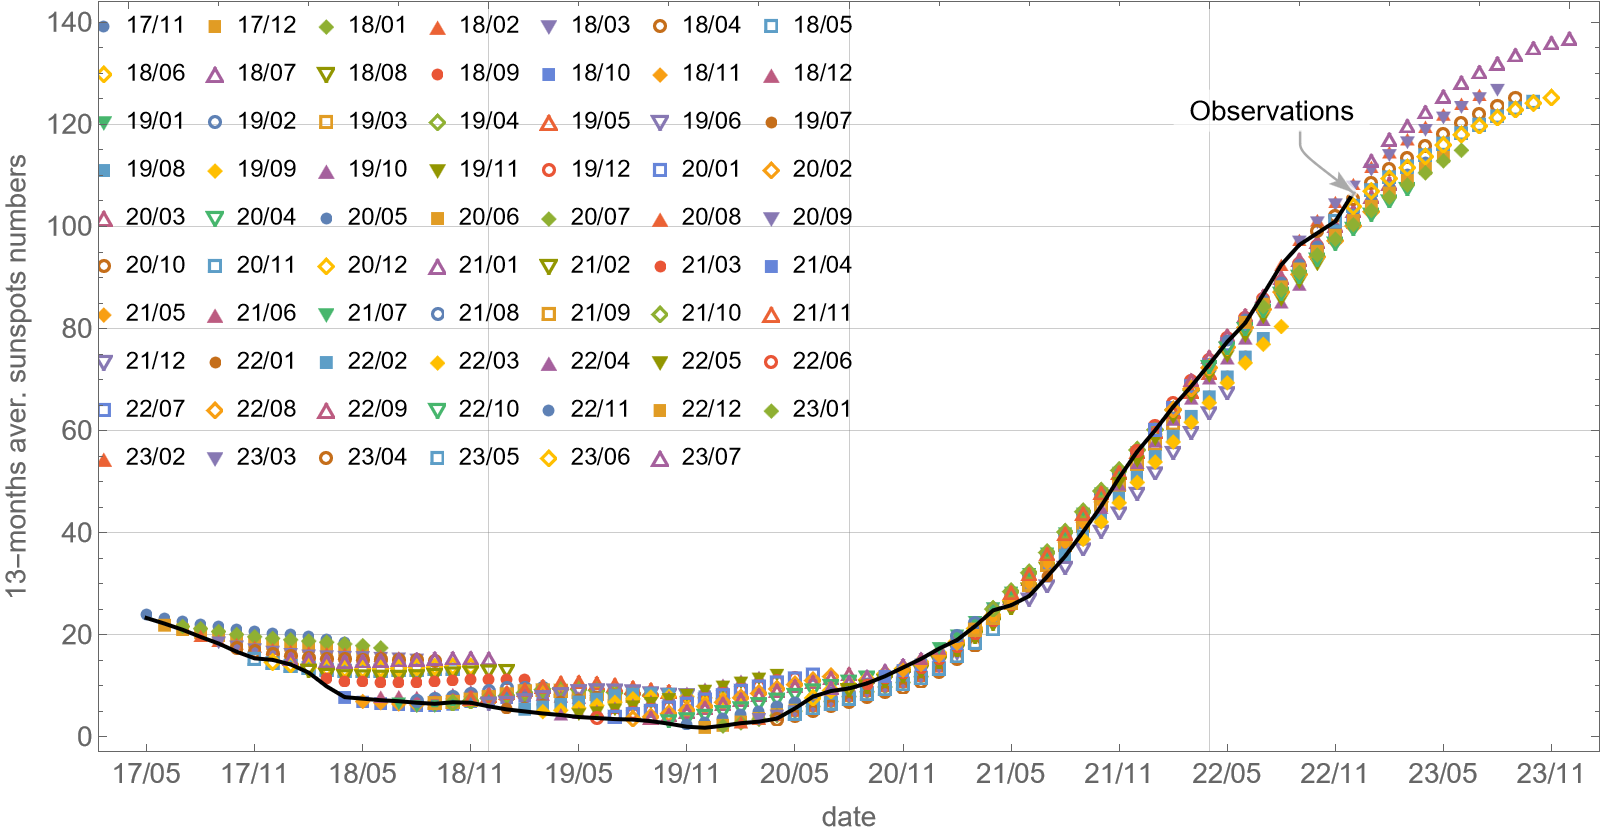 140
120
100
80
60
40
20
0
13−months aver. sunspots numbers
17/11 17/12 18/01 18/02 18/03 18/04 18/05
18/06 18/07 18/08 18/09 18/10 18/11 18/12
19/01 19/02 19/03 19/04 19/05 19/06 19/07
19/08 19/09 19/10 19/11 19/12 20/01 20/02
20/03 20/04 20/05 20/06 20/07 20/08 20/09
20/10 20/11 20/12 21/01 21/02 21/03 21/04
21/05 21/06 21/07 21/08 21/09 21/10 21/11
21/12 22/01 22/02 22/03 22/04 22/05 22/06
22/07 22/08 22/09 22/10 22/11 22/12 23/01
23/02 23/03 23/04 23/05 23/06 23/07
Observations
17/05 17/11 18/05 18/11 19/05 19/11 20/05 20/11 21/05 21/11 22/05 22/11 23/05 23/11
date